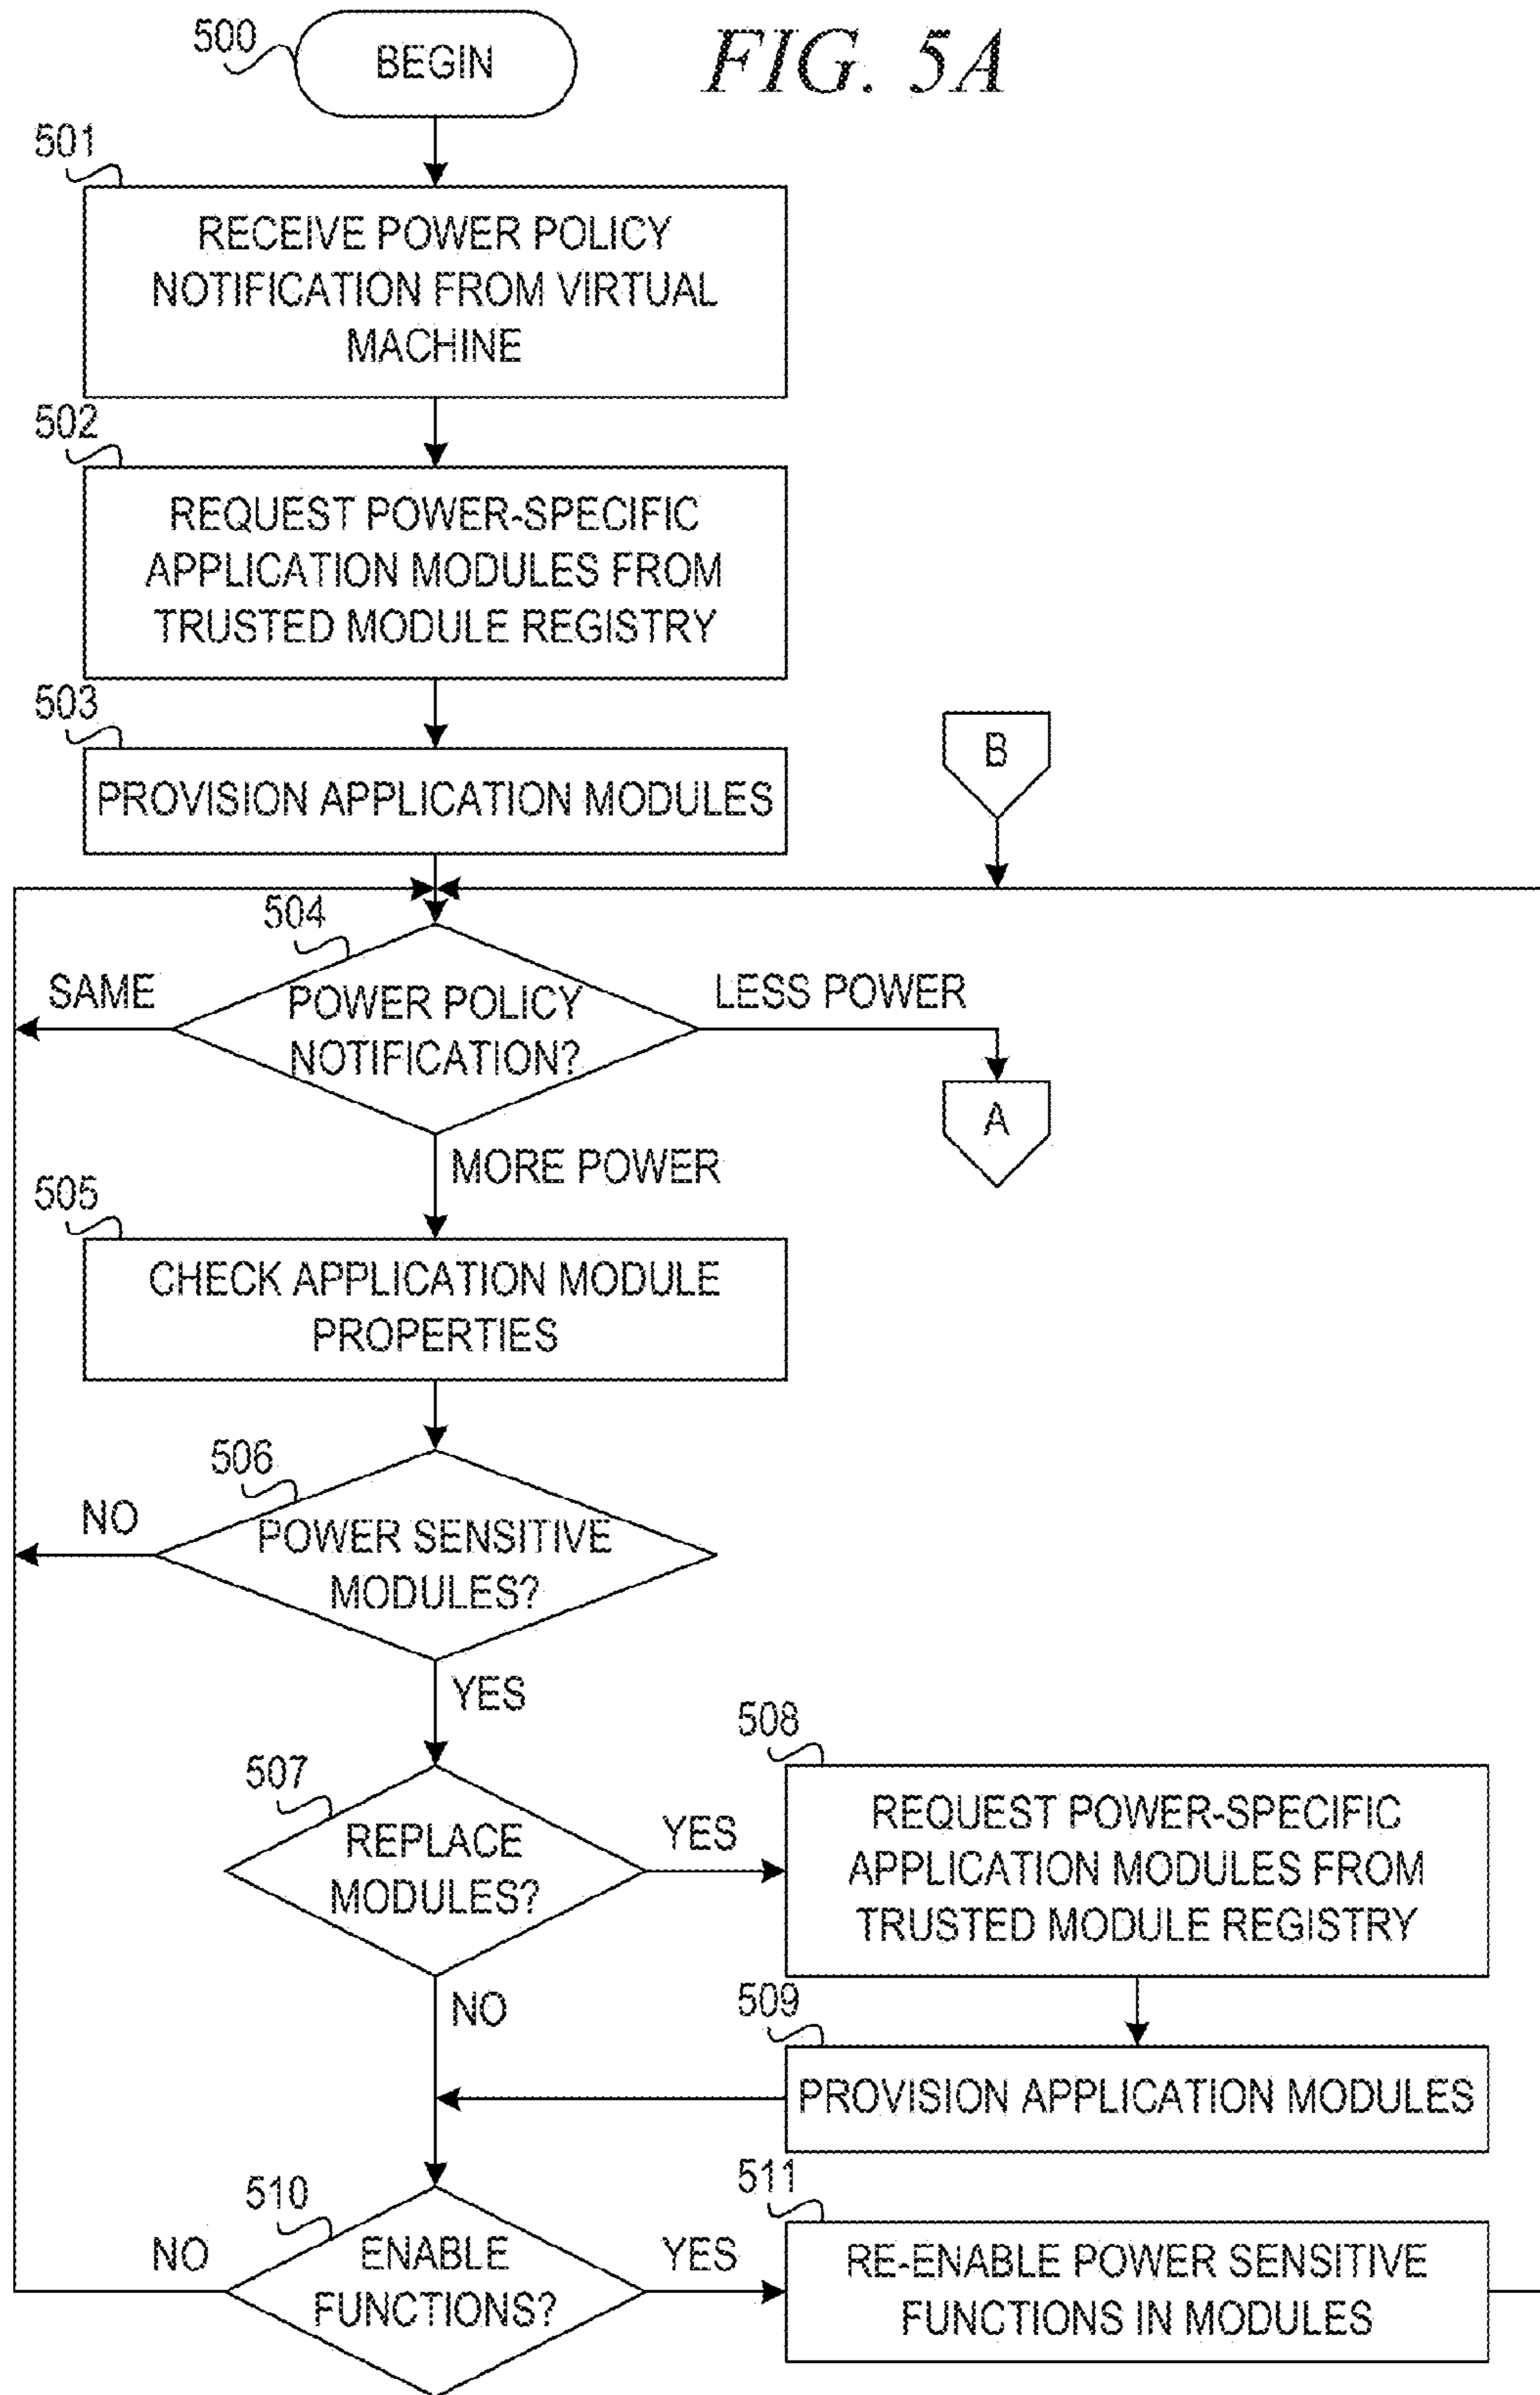 500
BEGIN
FIG. 5A
501
RECEIVE POWER POLICY
NOTIFICATION FROM VIRTUAL
MACHINE
502
REQUEST POWER-SPECIFIC
APPLICATION MODULES FROM
TRUSTED MODULE REGISTRY
503
PROVISION APPLICATION MODULES
B
504
SAME
POWER POLICY
NOTIFICATION?
LESS POWER
A
MORE POWER
505
CHECK APPLICATION MODULE
PROPERTIES
506
NO
POWER SENSITIVE
MODULES?
YES
507
REPLACE
MODULES?
YES
508
REQUEST POWER-SPECIFIC
APPLICATION MODULES FROM
TRUSTED MODULE REGISTRY
NO
509
PROVISION APPLICATION MODULES
510
NO
ENABLE
FUNCTIONS?
YES
511
RE-ENABLE POWER SENSITIVE
FUNCTIONS IN MODULES